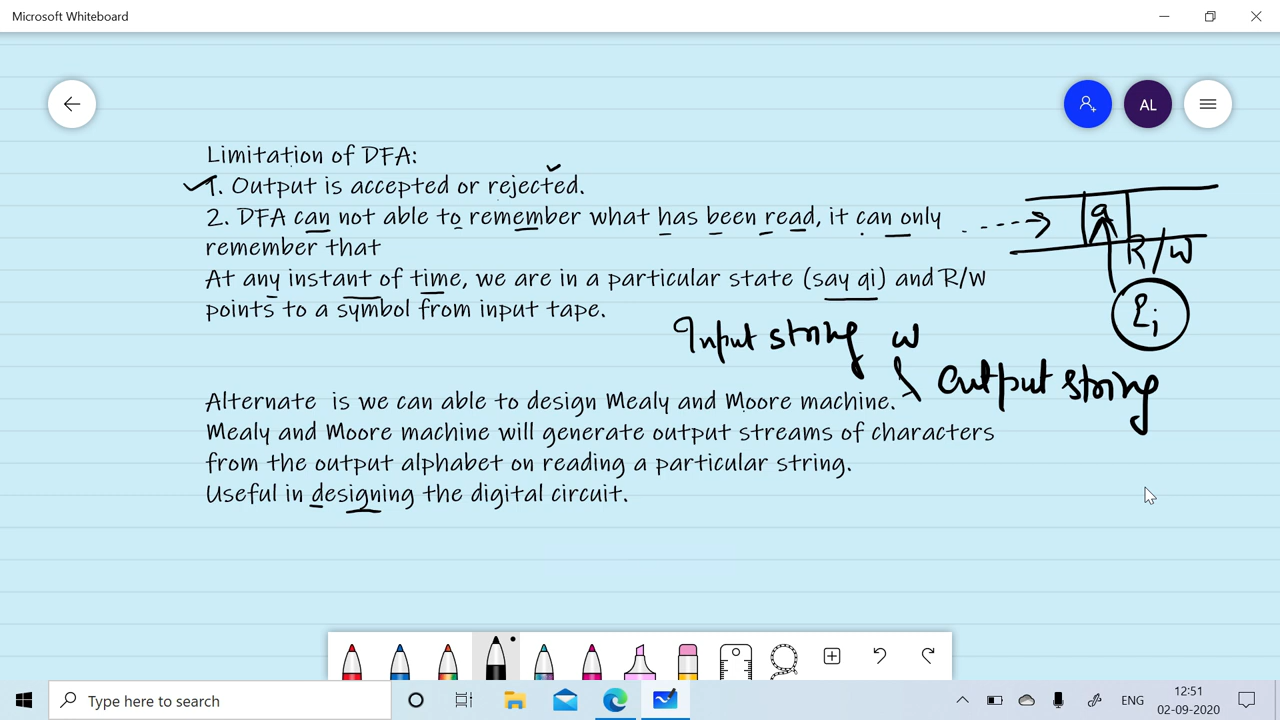 Microsoft Whiteboard
AL
Limitation of DFA:
1. Output is accepted or rejected.
2. DFA can not able to remember what has been read, it can only
remember that
At any instant of time, we are in a particular state (say qi) and R/W
points to a symbol from input tape.
a
R/W
qi
Input string w
Output string
Alternate is we can able to design Mealy and Moore machine.
Mealy and Moore machine will generate output streams of characters
from the output alphabet on reading a particular string.
Useful in designing the digital circuit.
Type here to search
ENG
12:51
02-09-2020